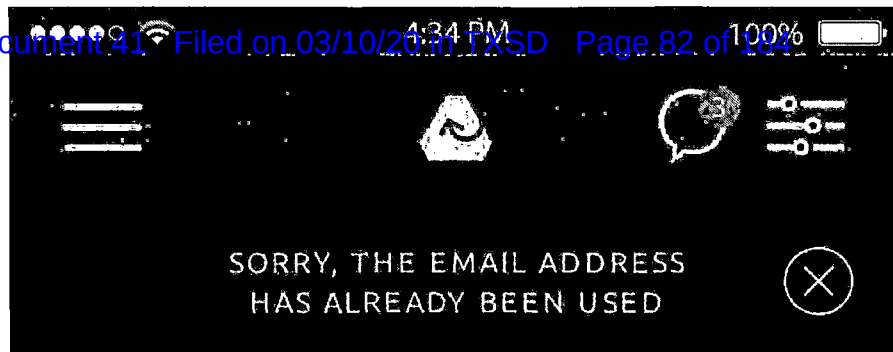 4:34 PM 100%
cument 41 Filed on 03/10/20 in TXSD Page 82 of 184
3
SORRY, THE EMAIL ADDRESS
HAS ALREADY BEEN USED